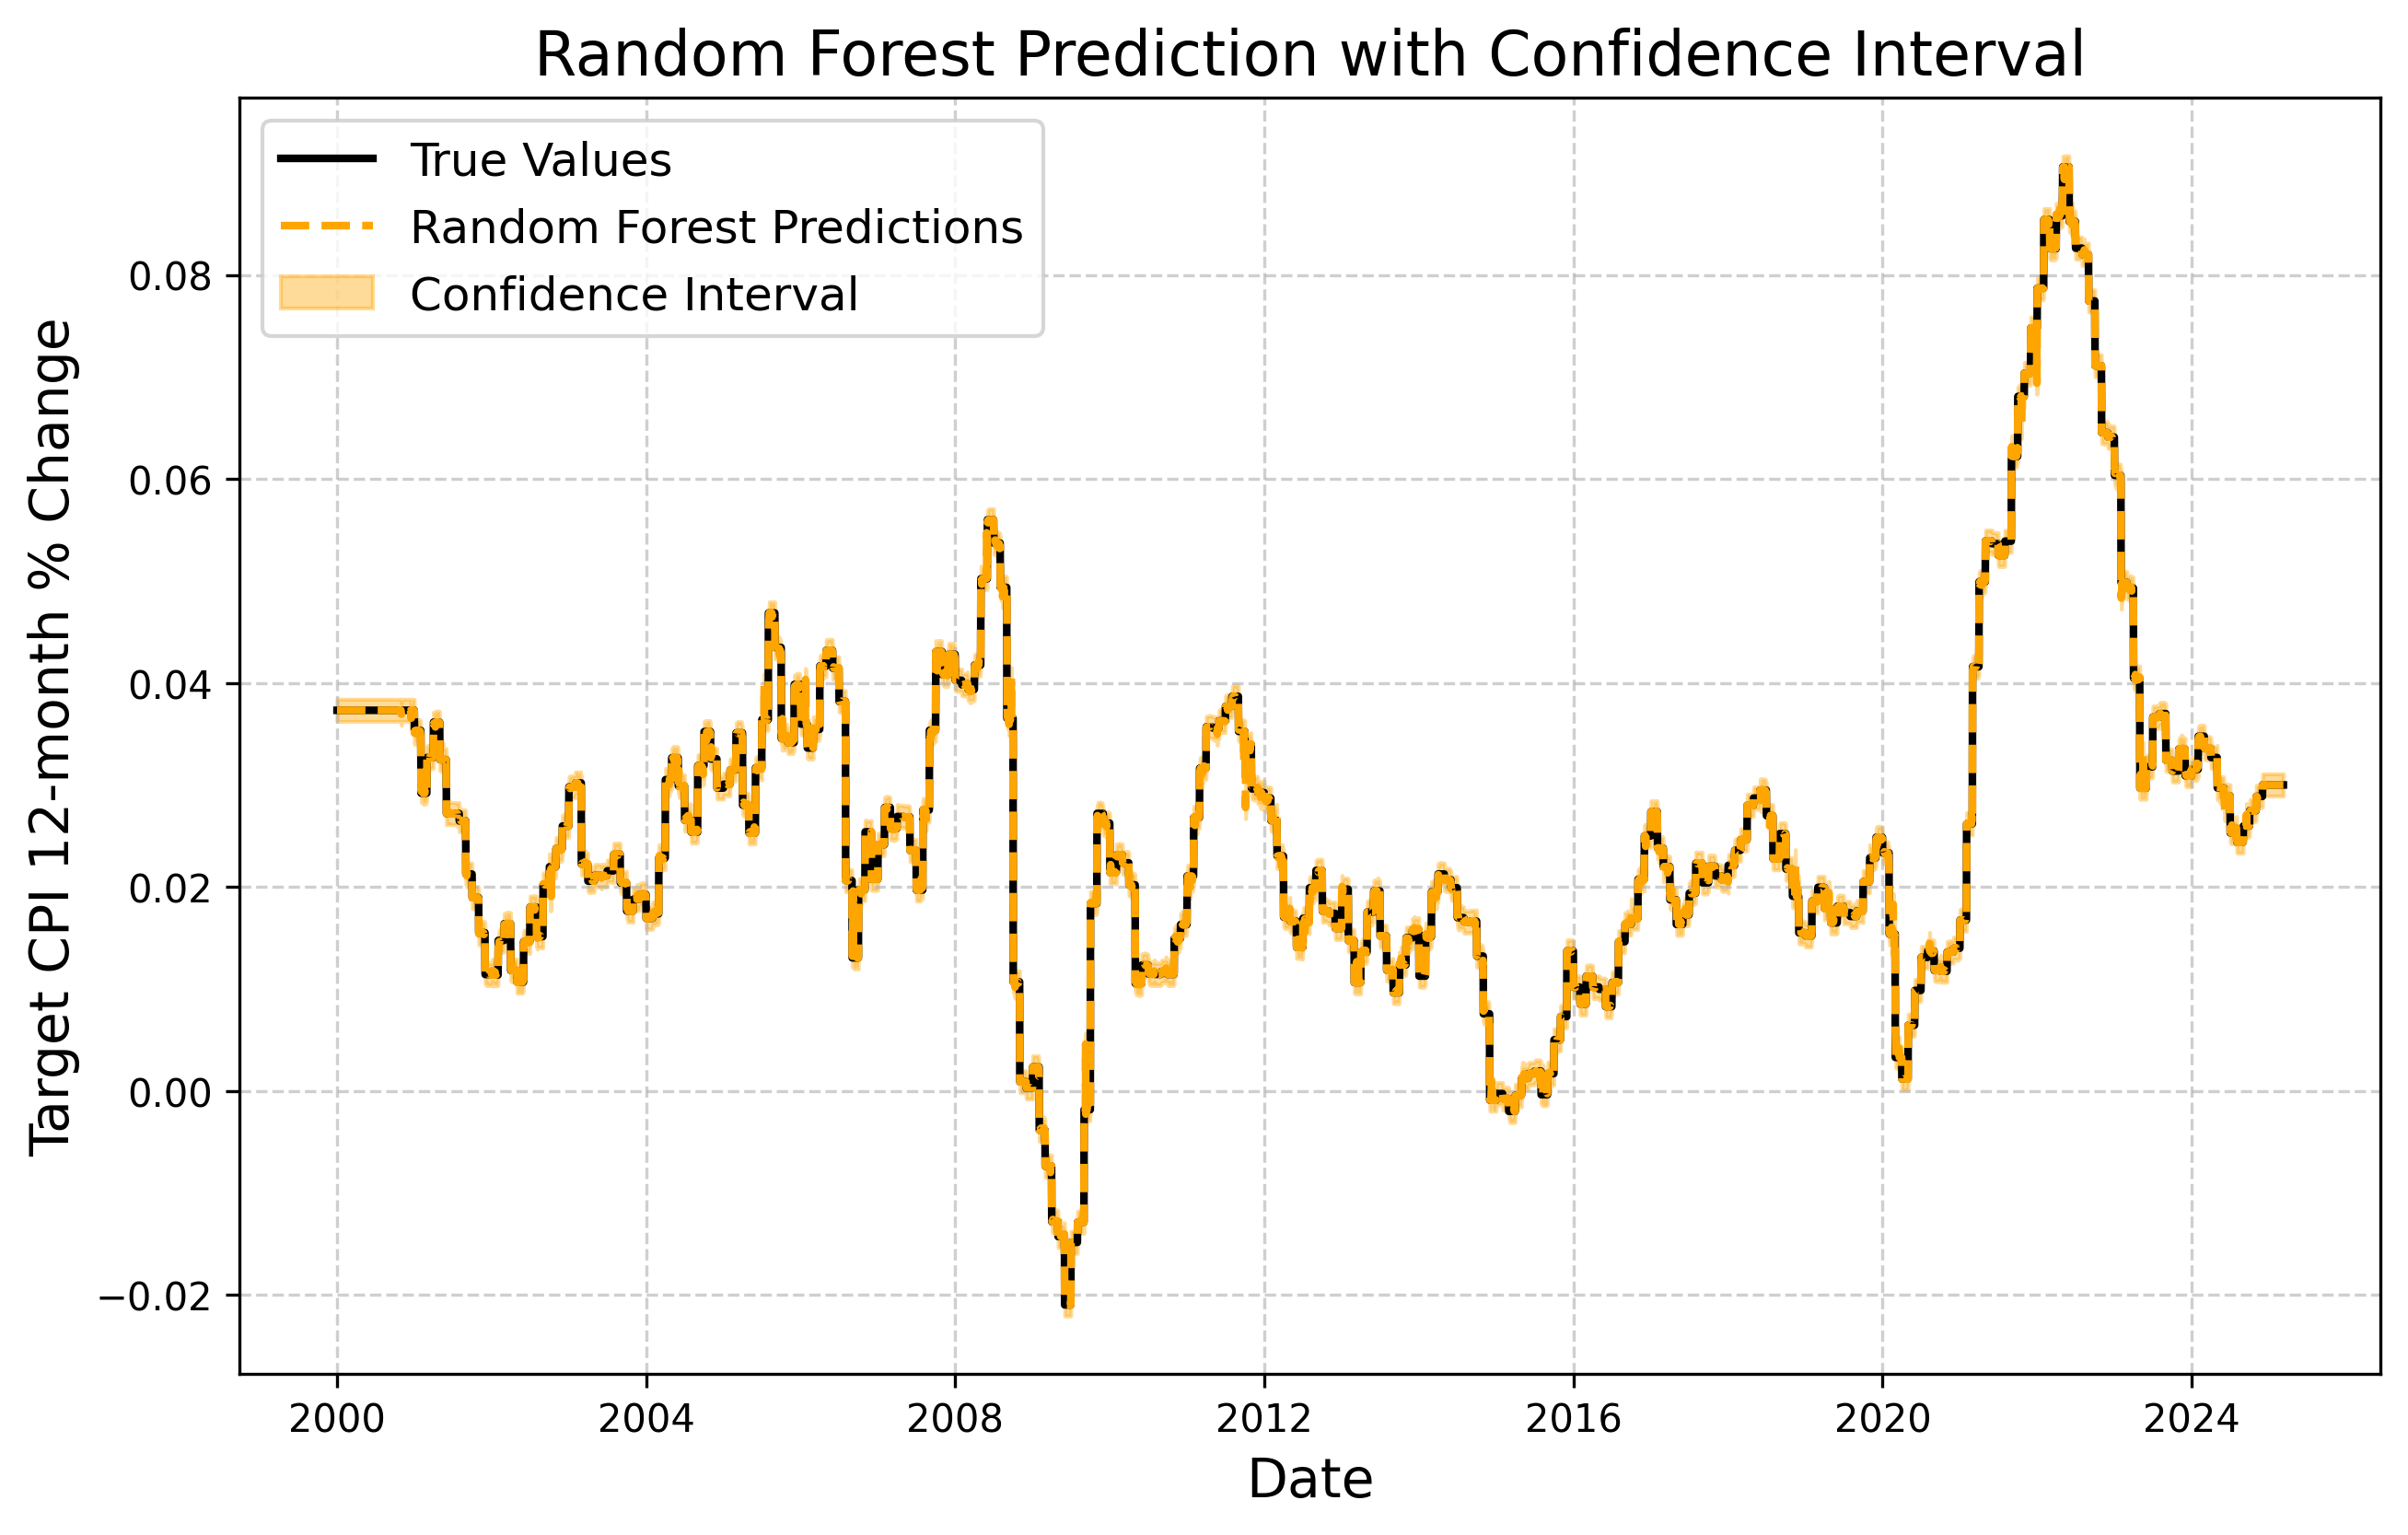 Random Forest Prediction with Confidence Interval
True Values
Random Forest Predictions
Confidence Interval
Target CPI 12-month % Change
0.08
0.06
0.04
0.02
0.00
−0.02
2000
2004
2008
2012
2016
2020
2024
Date